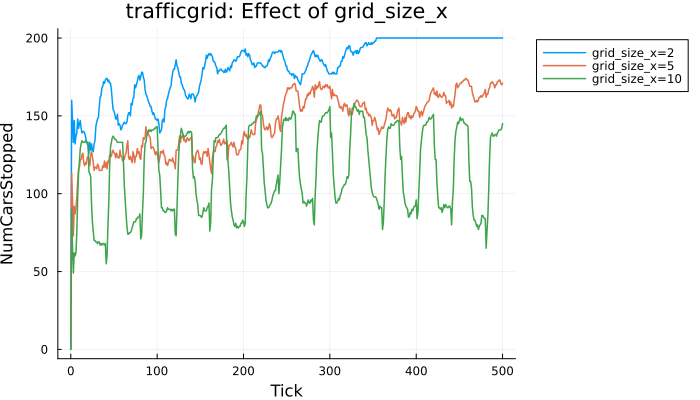 trafficgrid: Effect of grid_size_x
NumCarsStopped
200
150
100
50
0
0 100 200 300 400 500
Tick
grid_size_x=2
grid_size_x=5
grid_size_x=10